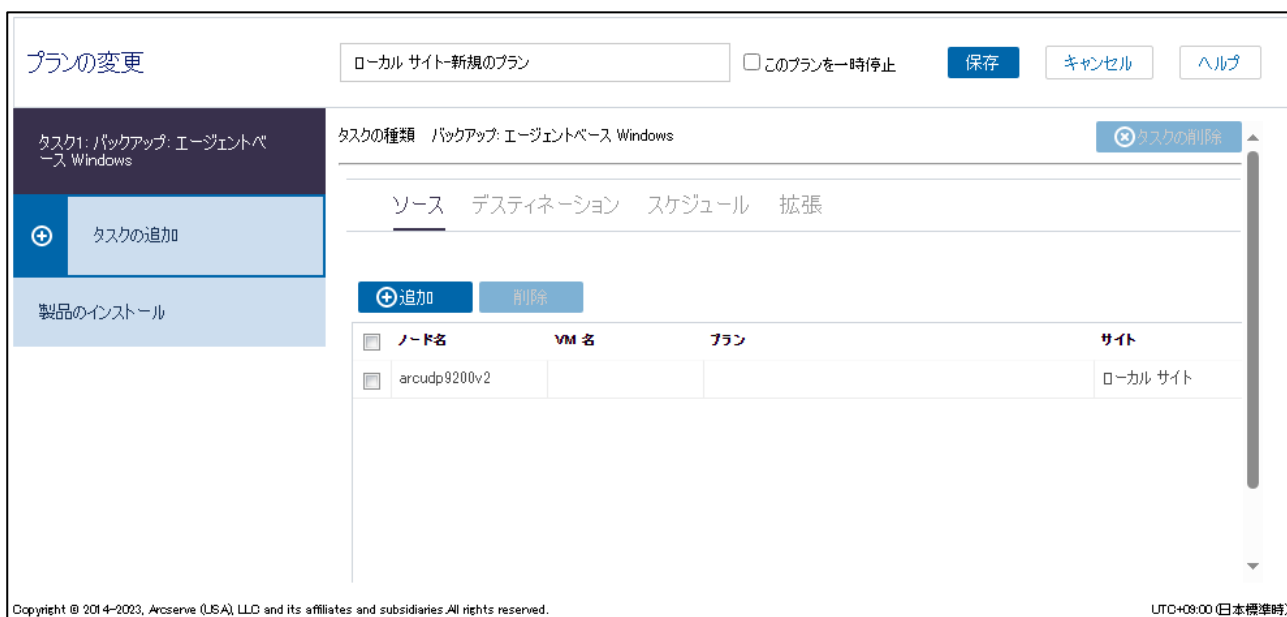 プランの変更
ローカル サイト-新規のプラン
このプランを一時停止
保存
キャンセル
ヘルプ
タスク1: バックアップ: エージェントベ
ース Windows
タスクの追加
製品のインストール
タスクの種類 バックアップ: エージェントベース Windows
タスクの削除
ソース デスティネーション スケジュール 拡張
追加 削除
ノード名 VM 名 プラン サイト
arcudp9200v2 ローカル サイト
Copyright © 2014-2023, Arcserve (USA), LLC and its affiliates and subsidiaries.All rights reserved.
UTC+09:00 (日本標準時)